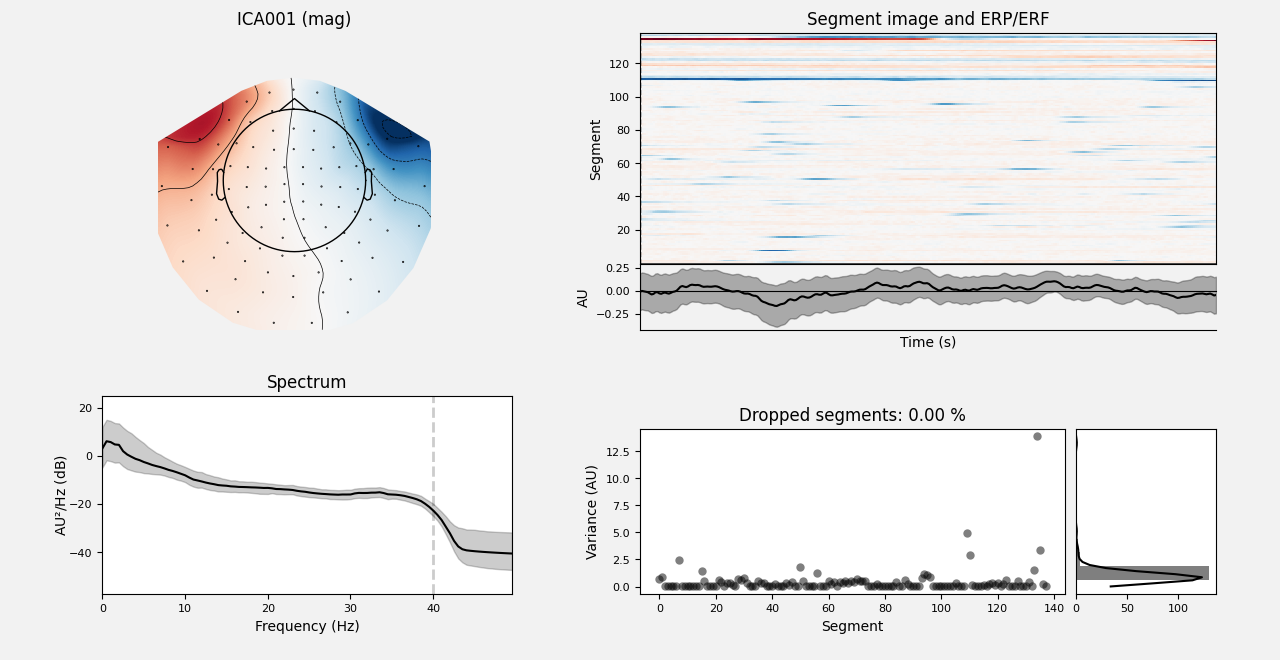 ICA001 (mag)
Segment image and ERP/ERF
120
100
80
60
40
20
Segment
0.25
0.00
−0.25
AU
Time (s)
Spectrum
20
0
−20
−40
AU²/Hz (dB)
0 10 20 30 40
Frequency (Hz)
Dropped segments: 0.00 %
12.5
10.0
7.5
5.0
2.5
0.0
Variance (AU)
0 20 40 60 80 100 120 140
Segment
0 50 100